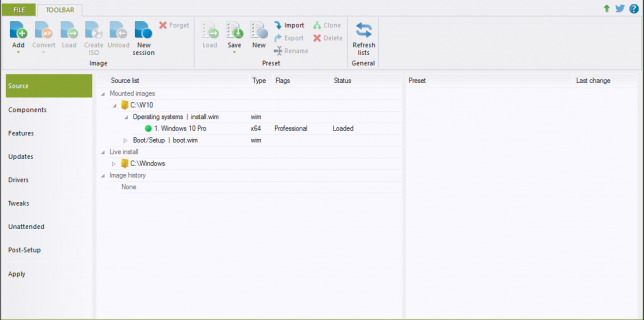 FILE TOOLBAR
Add Convert Load Create ISO Unload New session Forget
Image
Load Save New Import Export Rename Clone Delete
Preset
Refresh lists
General
Source
Components
Features
Updates
Drivers
Tweaks
Unattended
Post-Setup
Apply
Source list Type Flags Status
Mounted images
C:\W10
Operating systems | install.wim wim
1. Windows 10 Pro x64 Professional Loaded
Boot/Setup | boot.wim wim
Live install
C:\Windows
Image history
None
Preset Last change